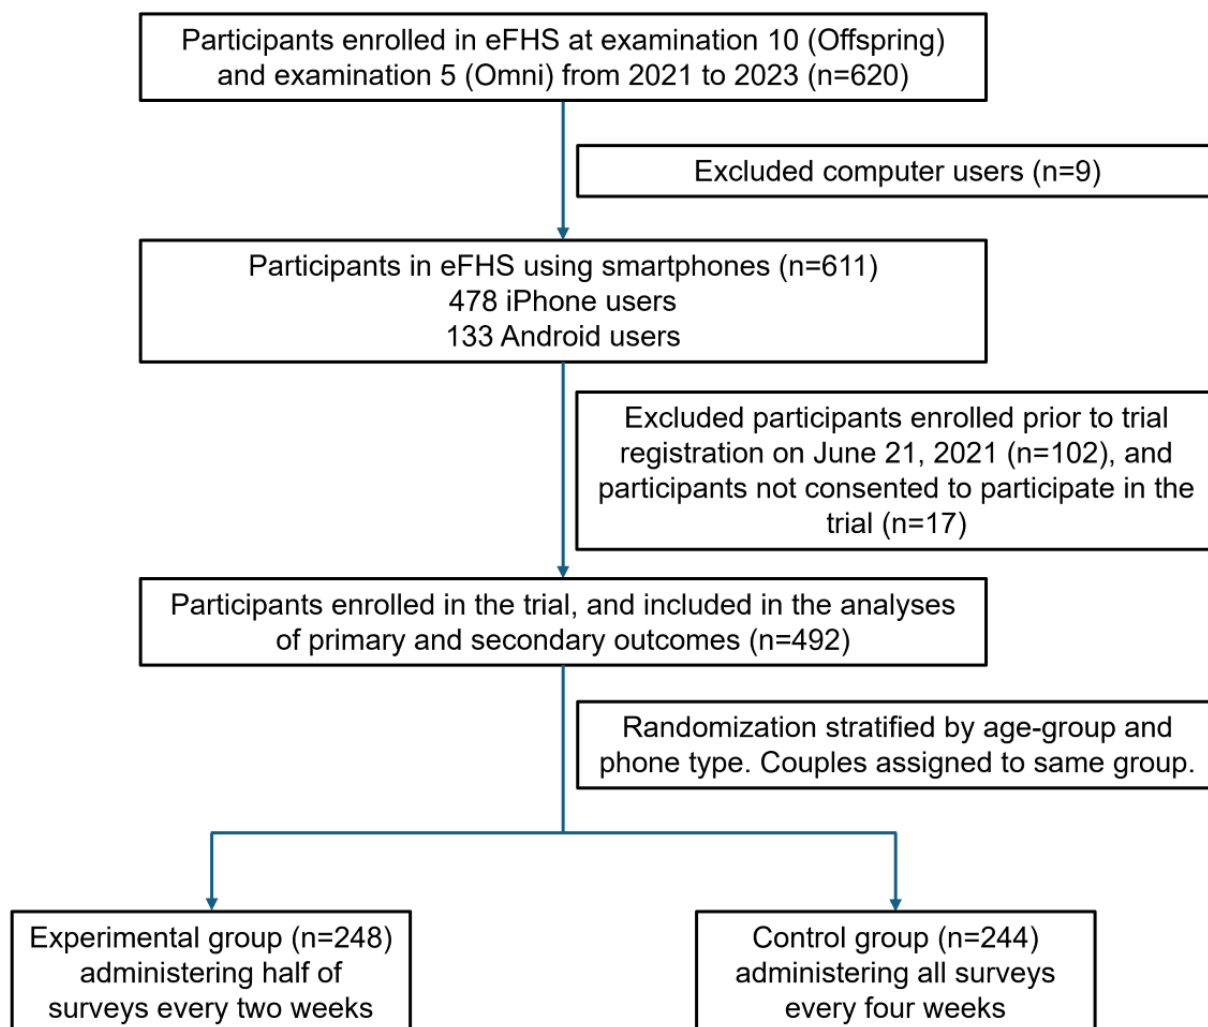 Participants enrolled in eFHS at examination 10 (Offspring)
and examination 5 (Omni) from 2021 to 2023 (n=620)
Excluded computer users (n=9)
Participants in eFHS using smartphones (n=611)
478 iPhone users
133 Android users
Excluded participants enrolled prior to trial
registration on June 21, 2021 (n=102), and
participants not consented to participate in the
trial (n=17)
Participants enrolled in the trial, and included in the analyses
of primary and secondary outcomes (n=492)
Randomization stratified by age-group and
phone type. Couples assigned to same group.
Experimental group (n=248)
administering half of
surveys every two weeks
Control group (n=244)
administering all surveys
every four weeks